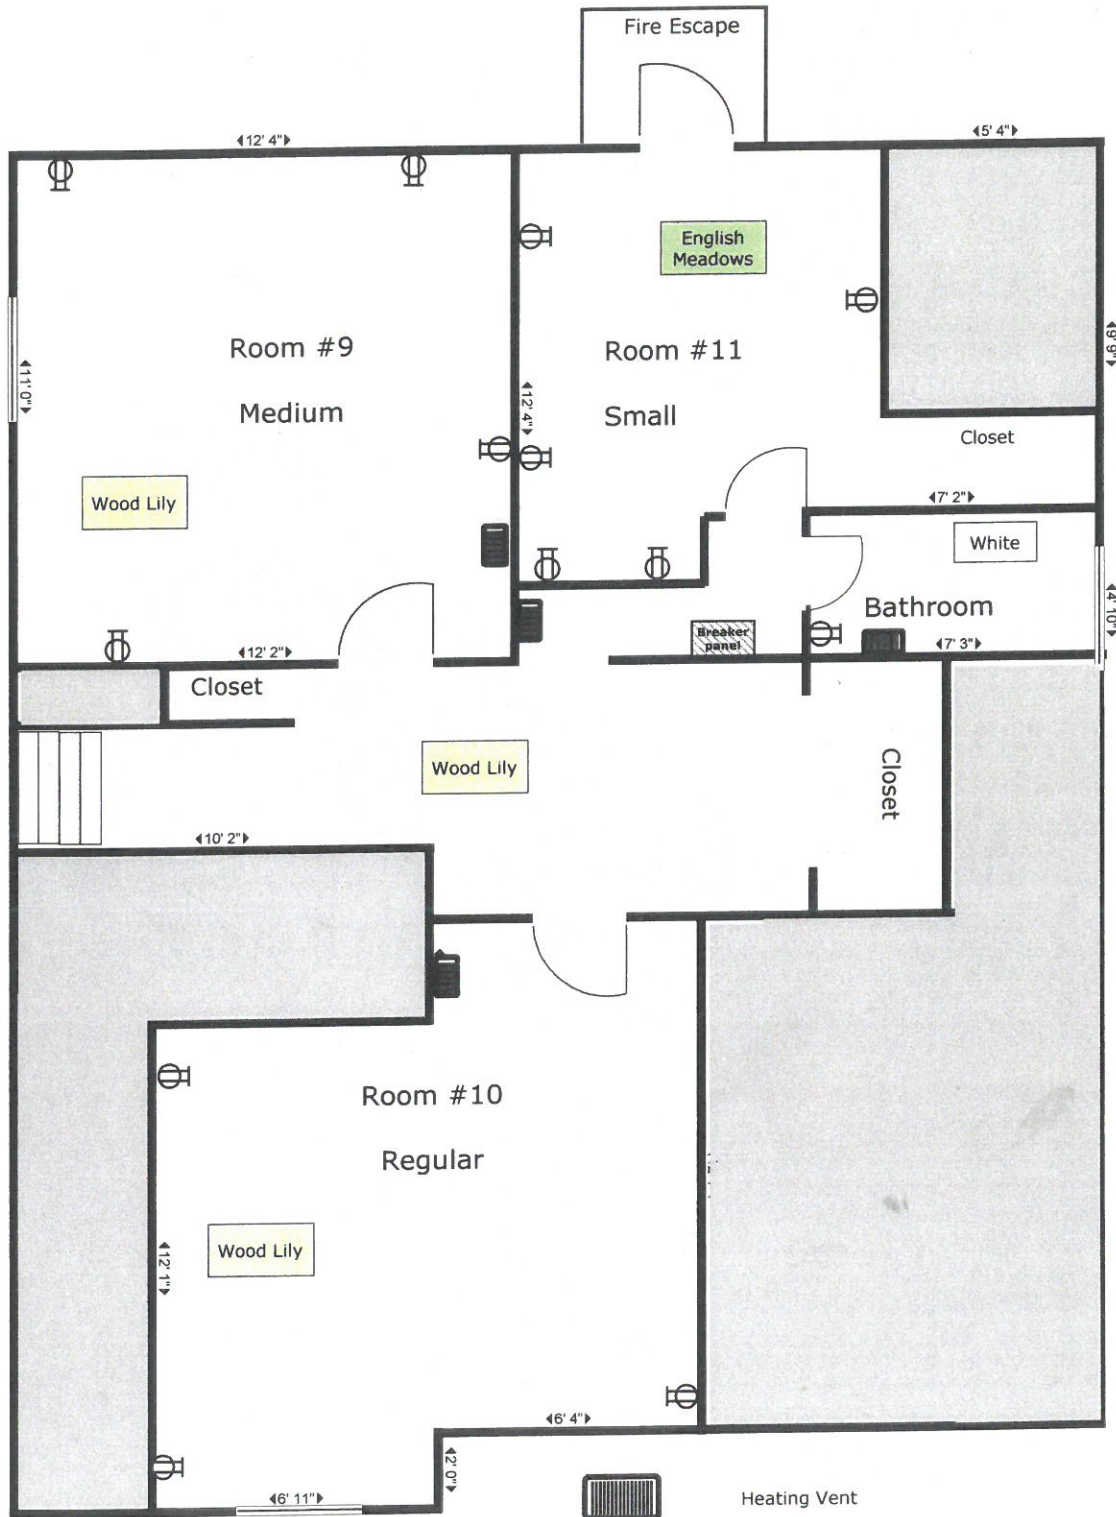 Fire Escape
12' 4"
5' 4"
English
Meadows
Room #9
Medium
11' 0"
Room #11
Small
12' 4"
9' 9"
Closet
7' 2"
Wood Lily
White
Bathroom
4' 10"
Breaker
panel
12' 2"
7' 3"
Closet
Wood Lily
Closet
10' 2"
Room #10
Regular
Wood Lily
12' 1"
6' 4"
2' 0"
6' 11"
Heating Vent